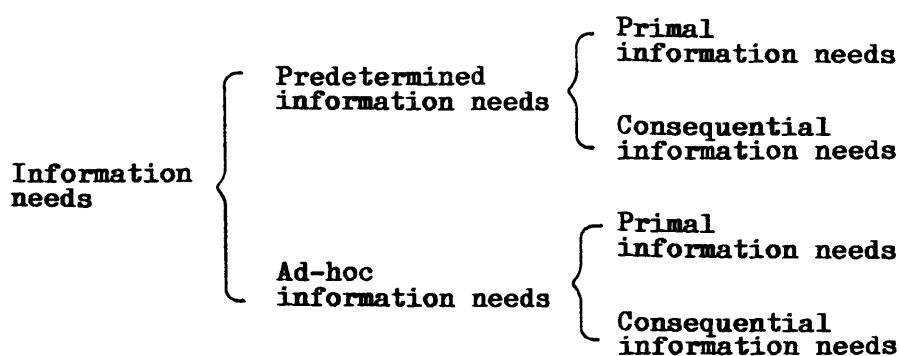 Information
needs
Predetermined
information needs
Primal
information needs
Consequential
information needs
Ad-hoc
information needs
Primal
information needs
Consequential
information needs